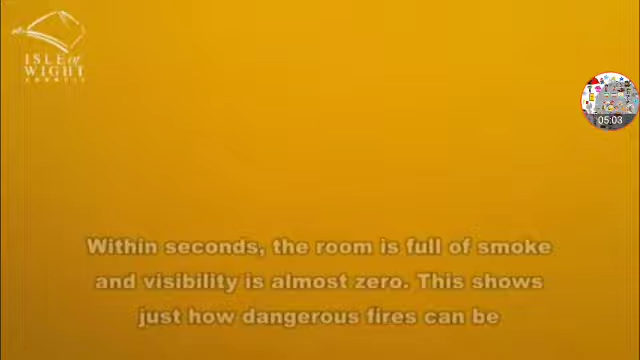 ISLE of
WIGHT
COUNCIL
05:03
Within seconds, the room is full of smoke
and visibility is almost zero. This shows
just how dangerous fires can be